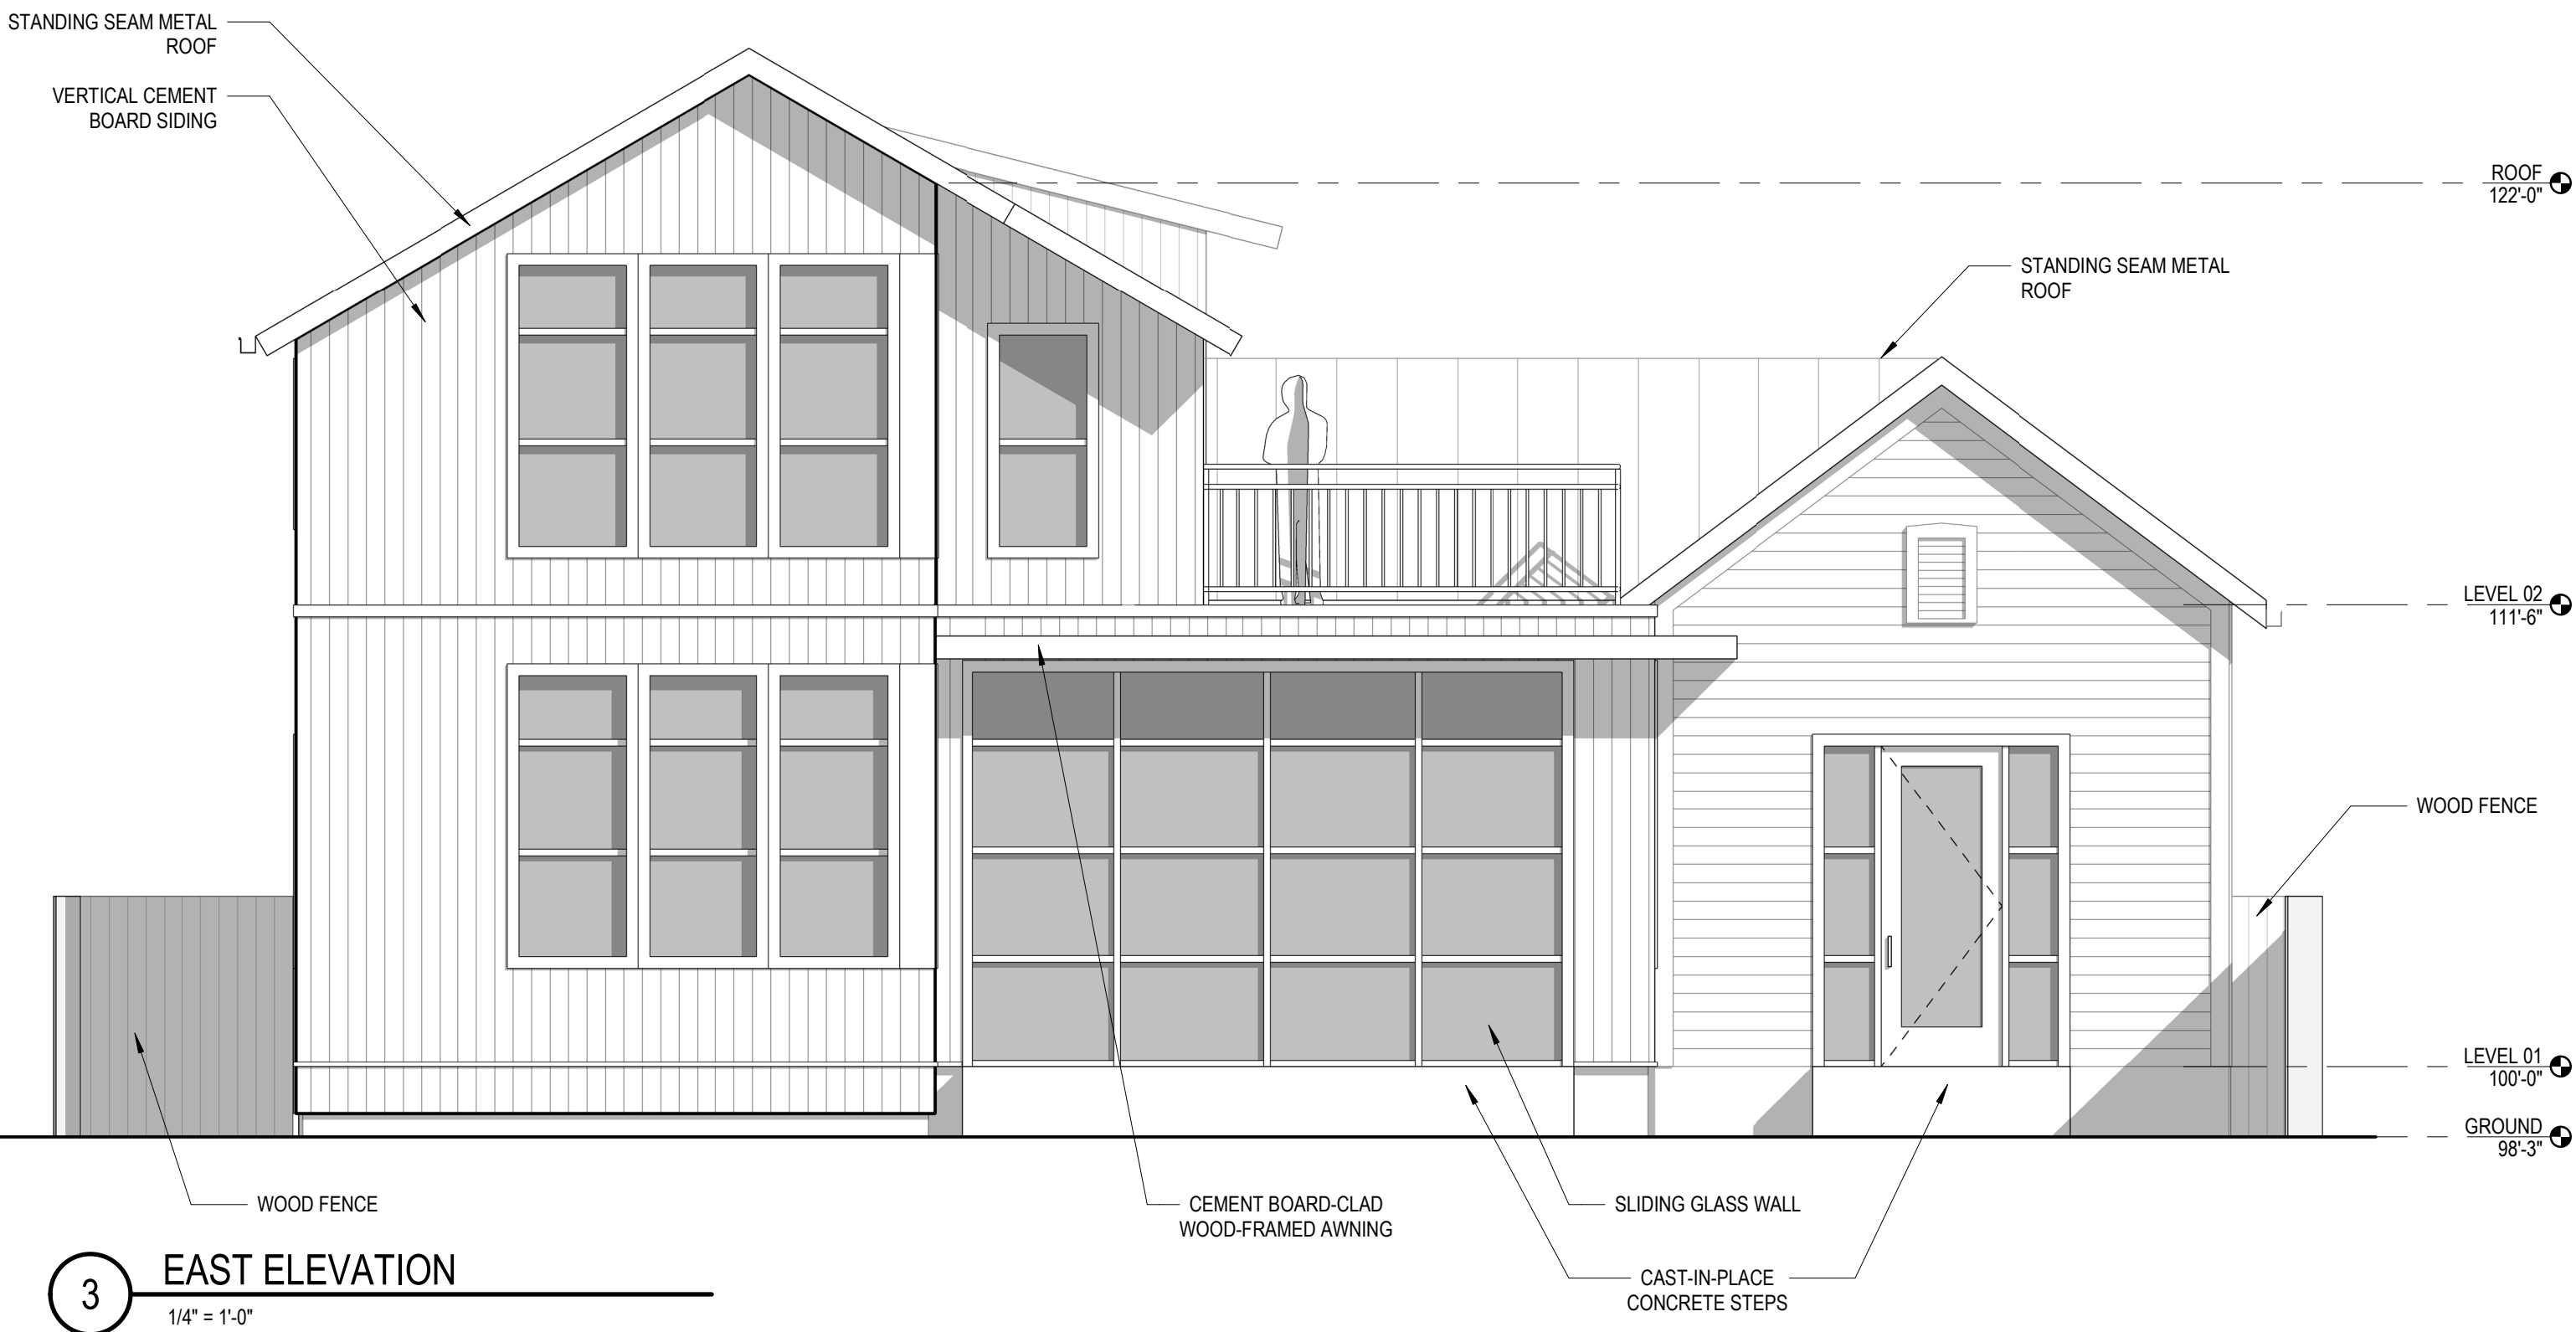 STANDING SEAM METAL
ROOF
VERTICAL CEMENT
BOARD SIDING
ROOF
122'-0"
STANDING SEAM METAL
ROOF
LEVEL 02
111'-6"
WOOD FENCE
LEVEL 01
100'-0"
GROUND
98'-3"
WOOD FENCE
CEMENT BOARD-CLAD
WOOD-FRAMED AWNING
SLIDING GLASS WALL
CAST-IN-PLACE
CONCRETE STEPS
3
EAST ELEVATION
1/4" = 1'-0"